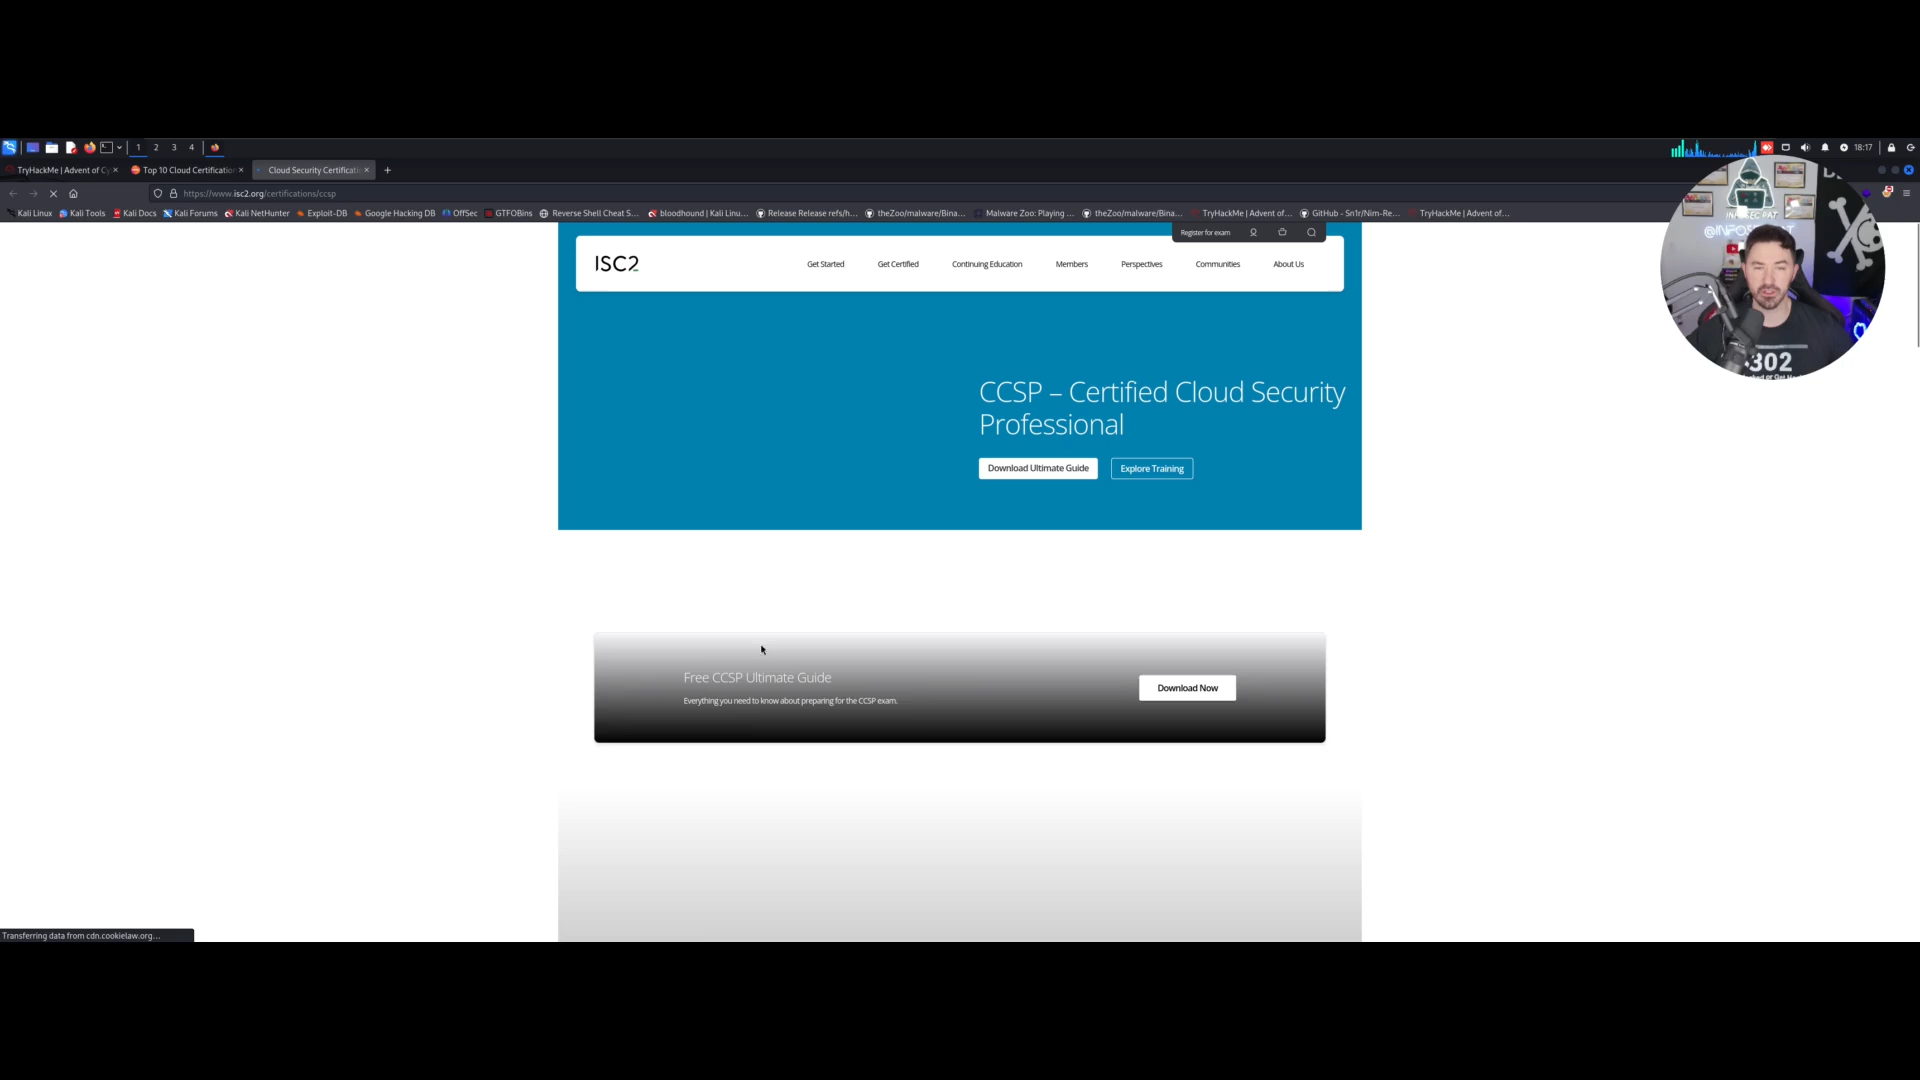 1 2 3 4 18:17
TryHackMe | Advent of Cy Top 10 Cloud Certificatio Cloud Security Certificati
https://www.isc2.org/certifications/ccsp
Kali Linux Kali Tools Kali Docs Kali Forums Kali NetHunter Exploit-DB Google Hacking DB OffSec GTFOBins Reverse Shell Cheat S... bloodhound | Kali Linu... Release Release refs/h... theZoo/malware/Bina... Malware Zoo: Playing ... theZoo/malware/Bina... TryHackMe | Advent of... GitHub - Sn1r/Nim-Re... TryHackMe | Advent of...
Register for exam
ISC2 Get Started Get Certified Continuing Education Members Perspectives Communities About Us
302
CCSP – Certified Cloud Security
Professional
Download Ultimate Guide Explore Training
Free CCSP Ultimate Guide
Everything you need to know about preparing for the CCSP exam.
Download Now
Transferring data from cdn.cookielaw.org...